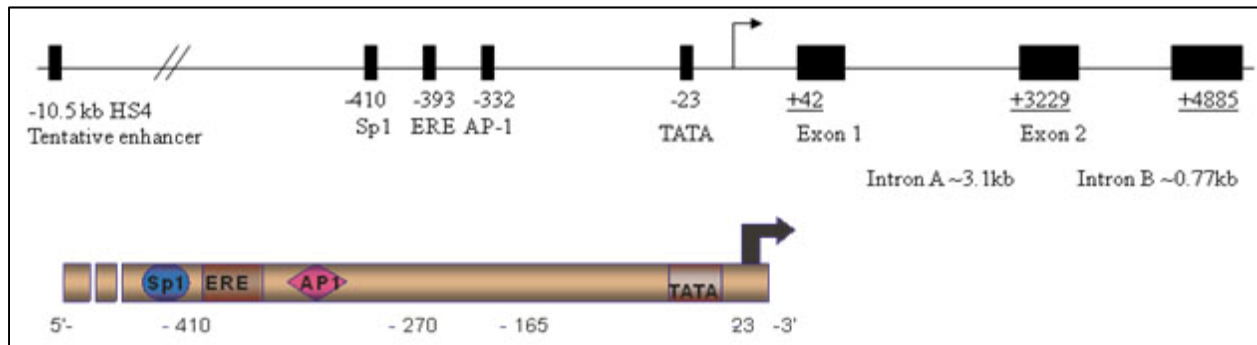 -10.5 kb HS4
Tentative enhancer
-410
Sp1
-393
ERE
-332
AP-1
-23
TATA
+42
Exon 1
+3229
Exon 2
+4885
Intron A ~3.1kb
Intron B ~0.77kb
Sp1
ERE
AP1
TATA
5'-
- 410
- 270
- 165
23
-3'